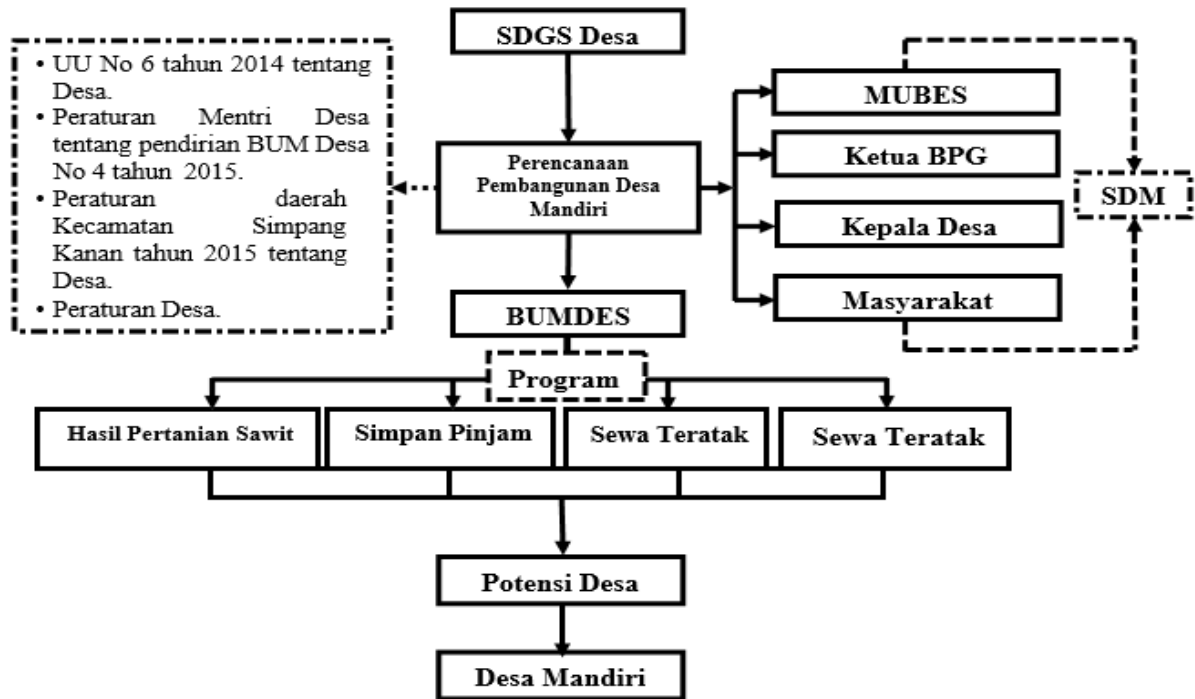 SDGS Desa
• UU No 6 tahun 2014 tentang
Desa.
• Peraturan Mentri Desa
tentang pendirian BUM Desa
No 4 tahun 2015.
• Peraturan daerah
Kecamatan Simpang
Kanan tahun 2015 tentang
Desa.
• Peraturan Desa.
Perencanaan
Pembangunan Desa
Mandiri
MUBES
Ketua BPG
Kepala Desa
Masyarakat
SDM
BUMDES
Program
Hasil Pertanian Sawit
Simpan Pinjam
Sewa Teratak
Sewa Teratak
Potensi Desa
Desa Mandiri